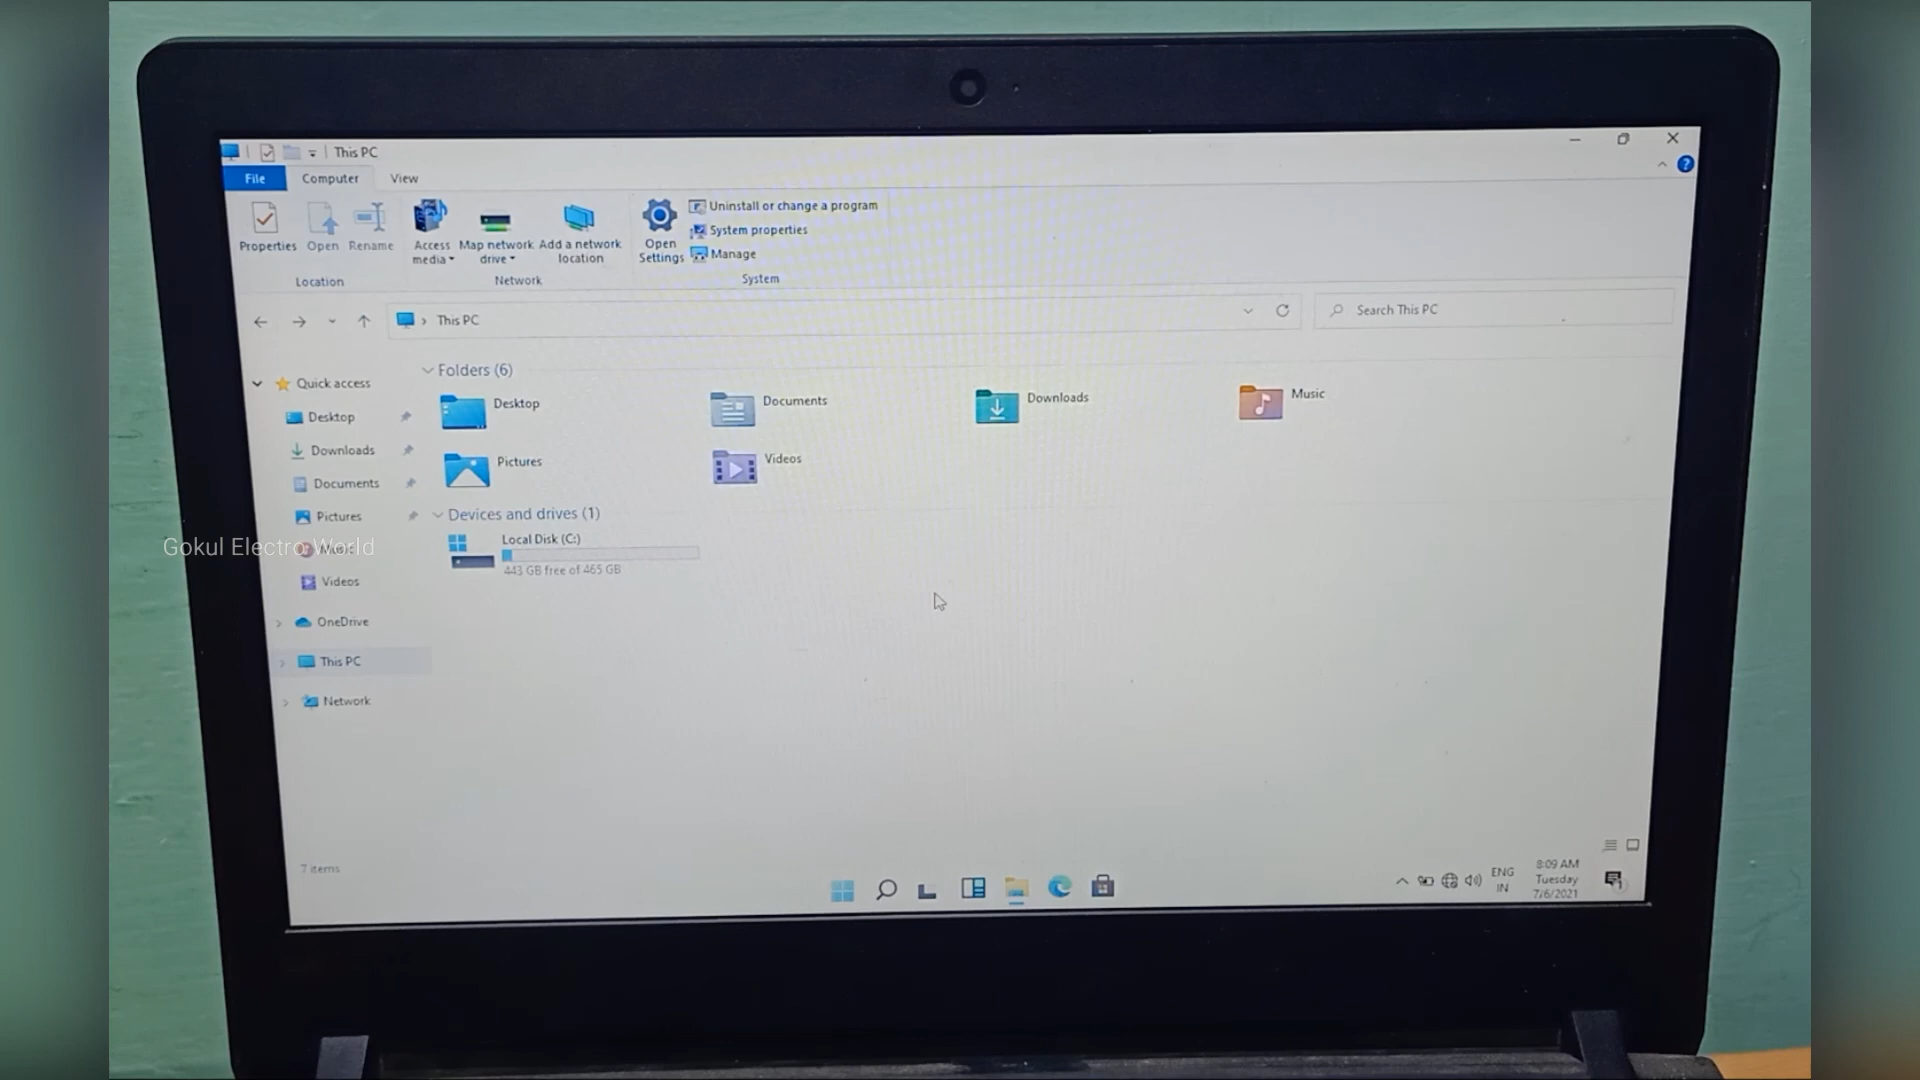 This PC
File Computer View
Uninstall or change a program
System properties
Manage
Properties Open Rename
Access media
Map network drive
Add a network location
Open Settings
Location Network System
This PC
Search This PC
Quick access
Desktop
Downloads
Documents
Pictures
Videos
OneDrive
This PC
Network
Folders (6)
Desktop
Documents
Downloads
Music
Pictures
Videos
Devices and drives (1)
Local Disk (C:)
443 GB free of 465 GB
Gokul Electro World
7 items
ENG
IN
8:09 AM
Tuesday
7/6/2021
1